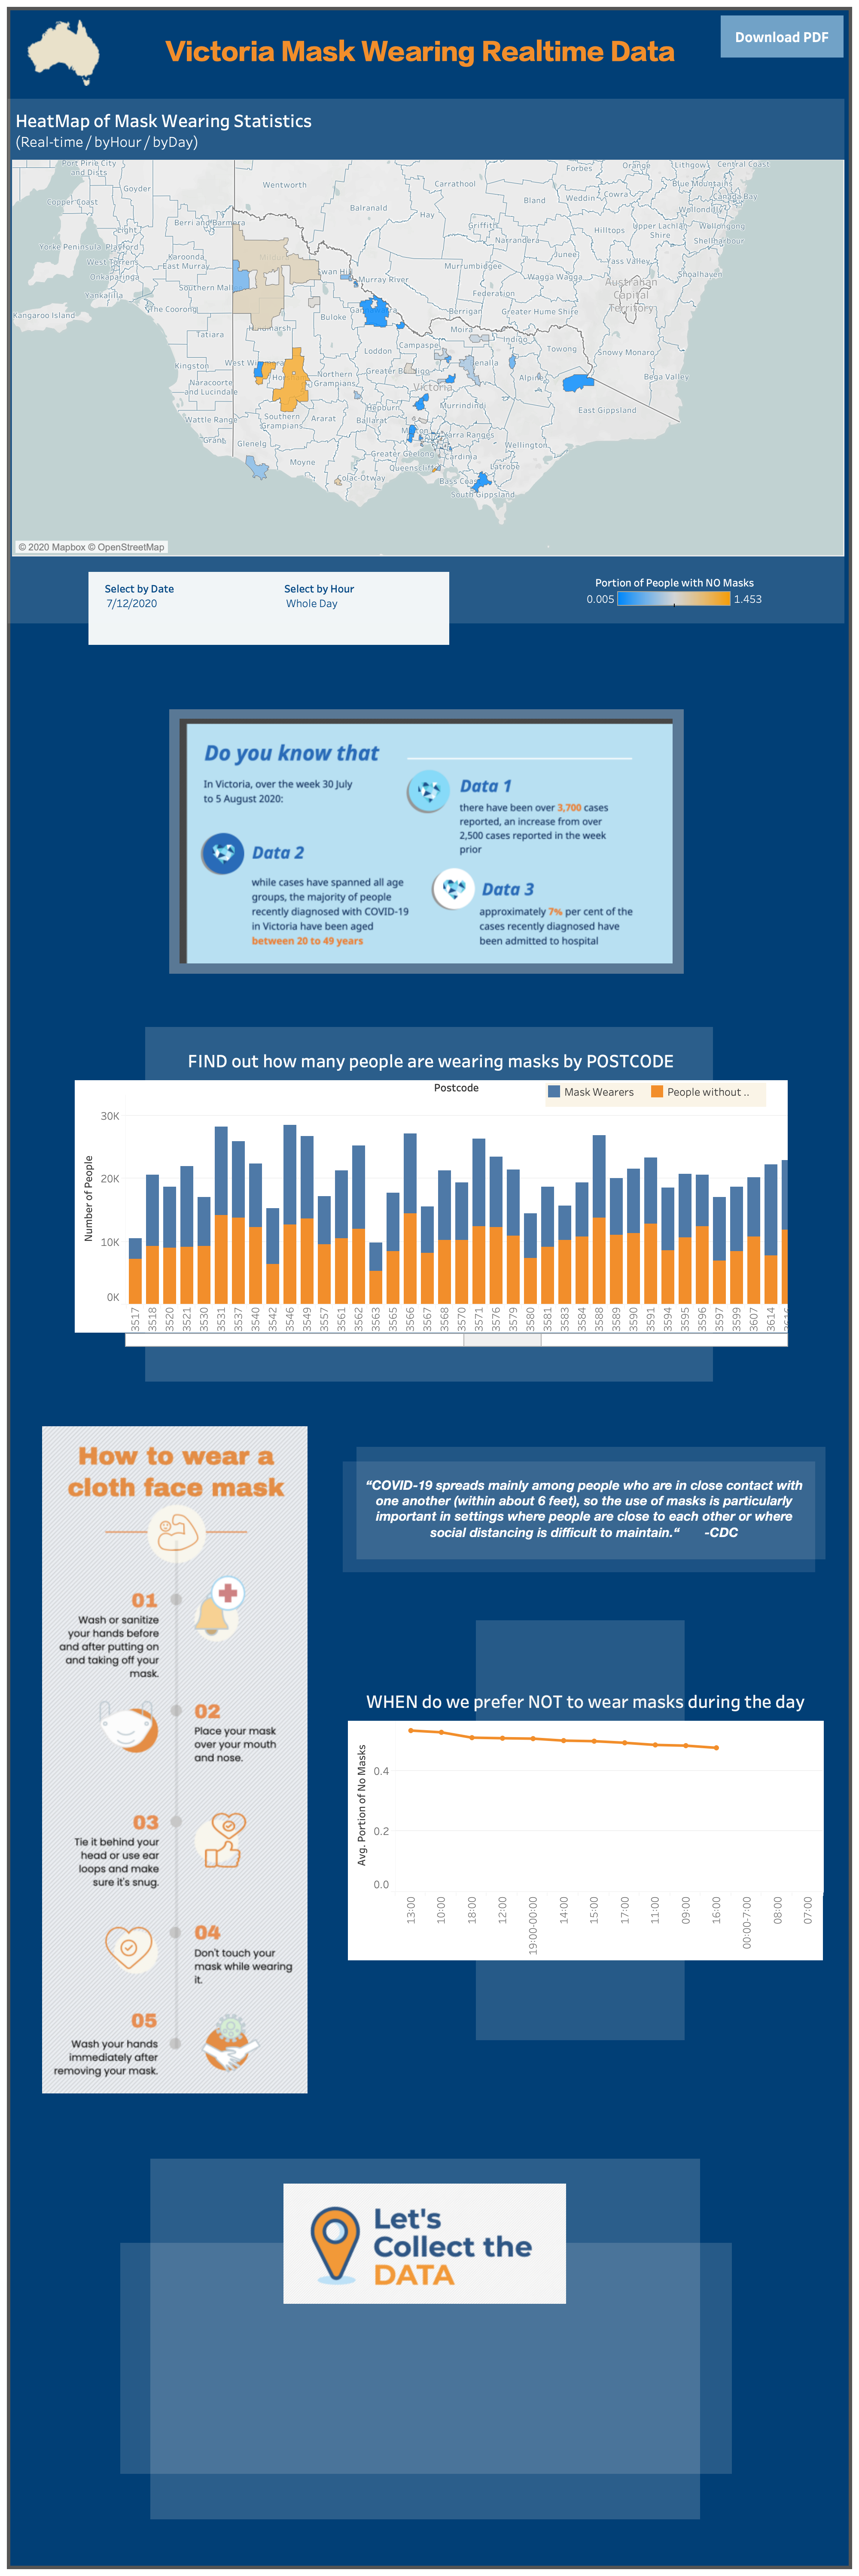 Victoria Mask Wearing Realtime Data
Download PDF
HeatMap of Mask Wearing Statistics
(Real-time / byHour / byDay)
Port Pirie City
and Dists
Goyder
Copper Coast
Light
Berri and Barmera
Yorke Peninsula
Playford
West Torrens
Onkaparinga
Yankalilla
Karoonda
East Murray
Southern Mall
The Coorong
Kangaroo Island
Tatiara
Kingston
Naracoorte
and Lucindale
Wattle Range
Grant
Glenelg
Wentworth
Balranald
Carrathool
Hay
Griffith
Murrumbidgee
Narrandera
Bland
Forbes
Weddin
Cowra
Orange
Lithgow
Central Coast
Blue Mountains
Canada Bay
Wollondilly
Wollongong
Shellharbour
Upper Lachlan
Shire
Hilltops
Junee
Yass Valley
Shoalhaven
Wagga Wagga
Australian
Capital
Territory
Federation
Greater Hume Shire
Snowy Monaro
Bega Valley
Murray River
Buloke
Berrigan
Moira
Loddon
Campaspe
Indigo
Towong
Northern
Grampians
Victoria
Alpine
East Gippsland
Hepburn
Murrindindi
Southern
Grampians
Ararat
Ballarat
Wellington
Greater Geelong
Moyne
Colac-Otway
Latrobe
South Gippsland
© 2020 Mapbox © OpenStreetMap
Select by Date
7/12/2020
Select by Hour
Whole Day
Portion of People with NO Masks
0.005
1.453
Do you know that
In Victoria, over the week 30 July
to 5 August 2020:
Data 1
there have been over 3,700 cases
reported, an increase from over
2,500 cases reported in the week
prior
Data 2
while cases have spanned all age
groups, the majority of people
recently diagnosed with COVID-19
in Victoria have been aged
between 20 to 49 years
Data 3
approximately 7% per cent of the
cases recently diagnosed have
been admitted to hospital
FIND out how many people are wearing masks by POSTCODE
Postcode
Mask Wearers
People without ..
Number of People
30K
20K
10K
0K
3517
3518
3520
3521
3530
3531
3537
3540
3542
3546
3549
3557
3561
3562
3563
3565
3566
3567
3568
3570
3571
3576
3579
3580
3581
3583
3584
3588
3589
3590
3591
3594
3595
3596
3597
3599
3607
3614
3616
How to wear a
cloth face mask
01
Wash or sanitize
your hands before
and after putting on
and taking off your
mask.
02
Place your mask
over your mouth
and nose.
03
Tie it behind your
head or use ear
loops and make
sure it's snug.
04
Don't touch your
mask while wearing
it.
05
Wash your hands
immediately after
removing your mask.
“COVID-19 spreads mainly among people who are in close contact with
one another (within about 6 feet), so the use of masks is particularly
important in settings where people are close to each other or where
social distancing is difficult to maintain.“ -CDC
WHEN do we prefer NOT to wear masks during the day
Avg. Portion of No Masks
0.4
0.2
0.0
13:00
10:00
18:00
12:00
19:00-00:00
14:00
15:00
17:00
11:00
09:00
16:00
00:00-7:00
08:00
07:00
Let's
Collect the
DATA